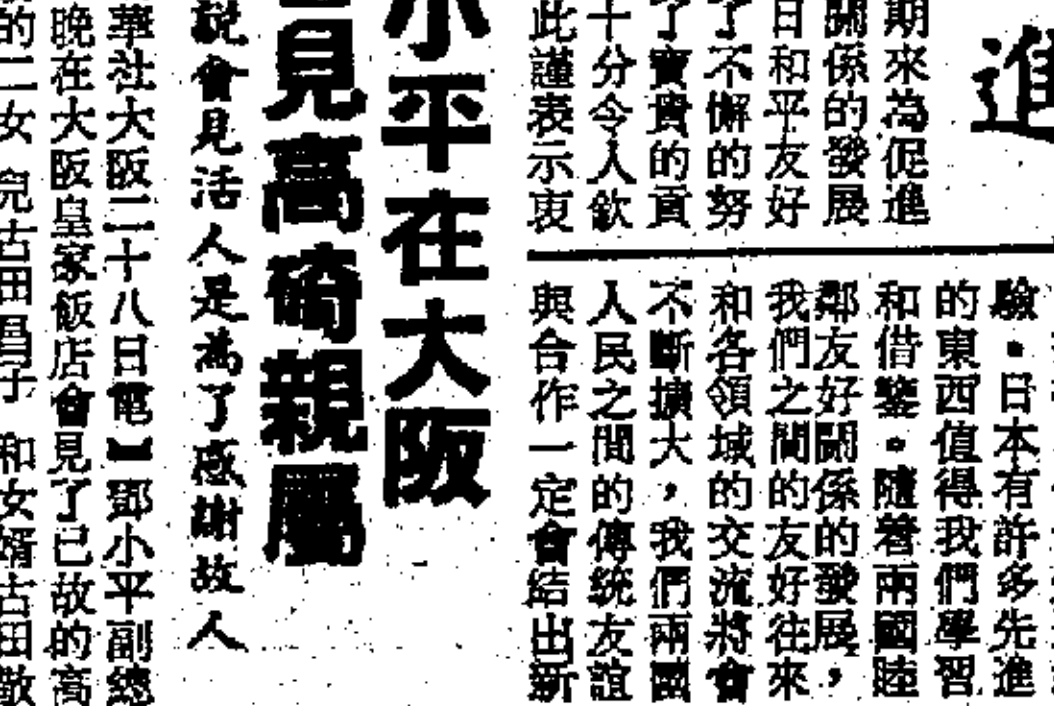 進
期來為促進
關係的發展
日和平友好
了不懈的努
了寶貴的貢
十分令人欽
此謹表示衷
驗。日本有許多先進
的東西值得我們學習
和借鑒。隨着兩國睦
鄰友好關係的發展,
我們之間的友好往來
和各領域的交流將會
不斷擴大,我們兩國
人民之間的傳統友誼
與合作一定會結出新
小平在大阪
見高碕親屬
說會見活人是為了感謝故人
華社大阪二十八日電】鄧小平副總
晚在大阪皇家飯店會見了已故的高
的二女兒古田昌子和女婿古田敬